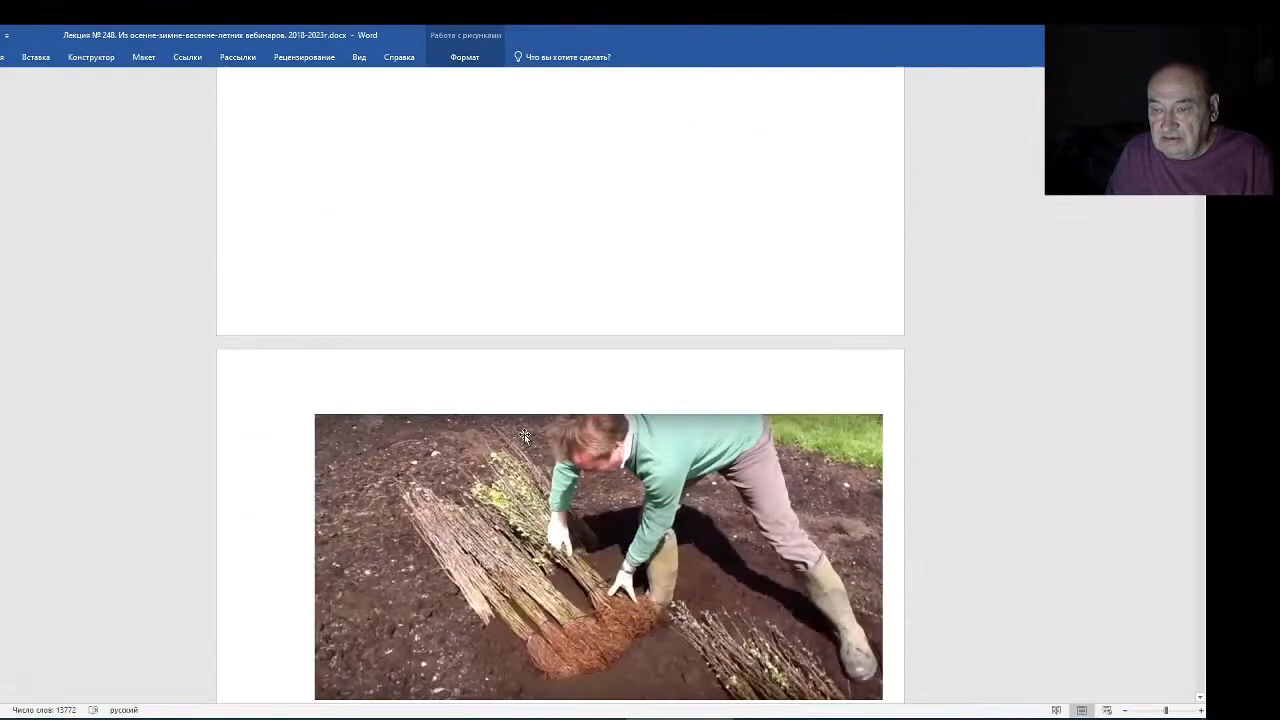 Лекция № 248. Из осенне-зимне-весенне-летних вебинаров. 2018-2023г.docx - Word
Работа с рисунками
я Вставка Конструктор Макет Ссылки Рассылки Рецензирование Вид Справка Формат Что вы хотите сделать?
Число слов: 13772 русский